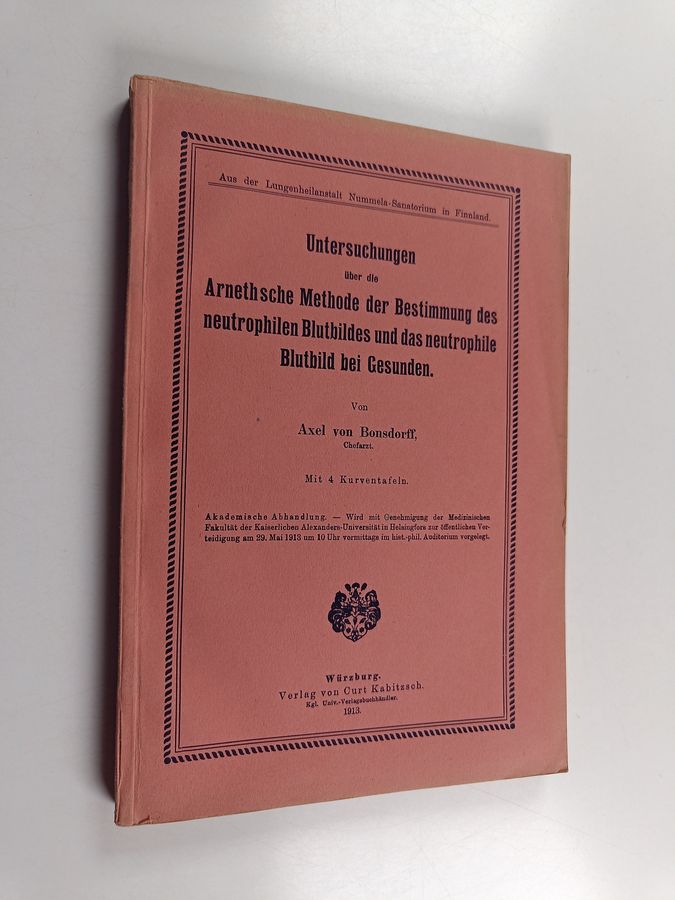 Aus der Lungenheilanstalt Nummela-Sanatorium in Finnland.
Untersuchungen
über die
Arnethsche Methode der Bestimmung des
neutrophilen Blutbildes und das neutrophile
Blutbild bei Gesunden.
Von
Axel von Bonsdorff,
Chefarzt.
Mit 4 Kurventafeln.
Akademische Abhandlung. — Wird mit Genehmigung der Medizinischen
Fakultät der Kaiserlichen Alexanders-Universität in Helsingfors zur öffentlichen Ver-
teidigung am 29. Mai 1913 um 10 Uhr vormittags im hist.-phil. Auditorium vorgelegt.
Würzburg.
Verlag von Curt Kabitzsch.
Kgl. Univ.-Verlagsbuchhändler.
1913.